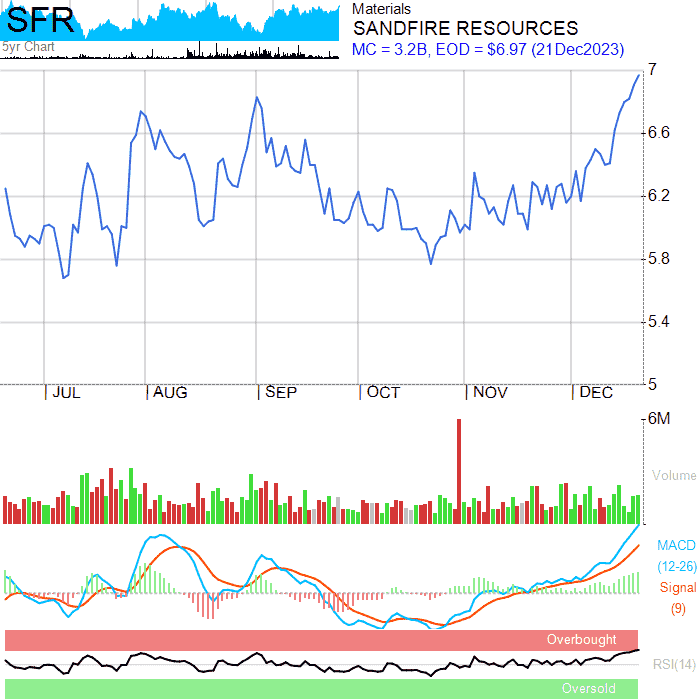 SFR
5yr Chart
Materials
SANDFIRE RESOURCES
MC = 3.2B, EOD = $6.97 (21Dec2023)
7
6.6
6.2
5.8
5.4
5
JUL AUG SEP OCT NOV DEC
6M
Volume
MACD
(12-26)
Signal
(9)
Overbought
RSI(14)
Oversold